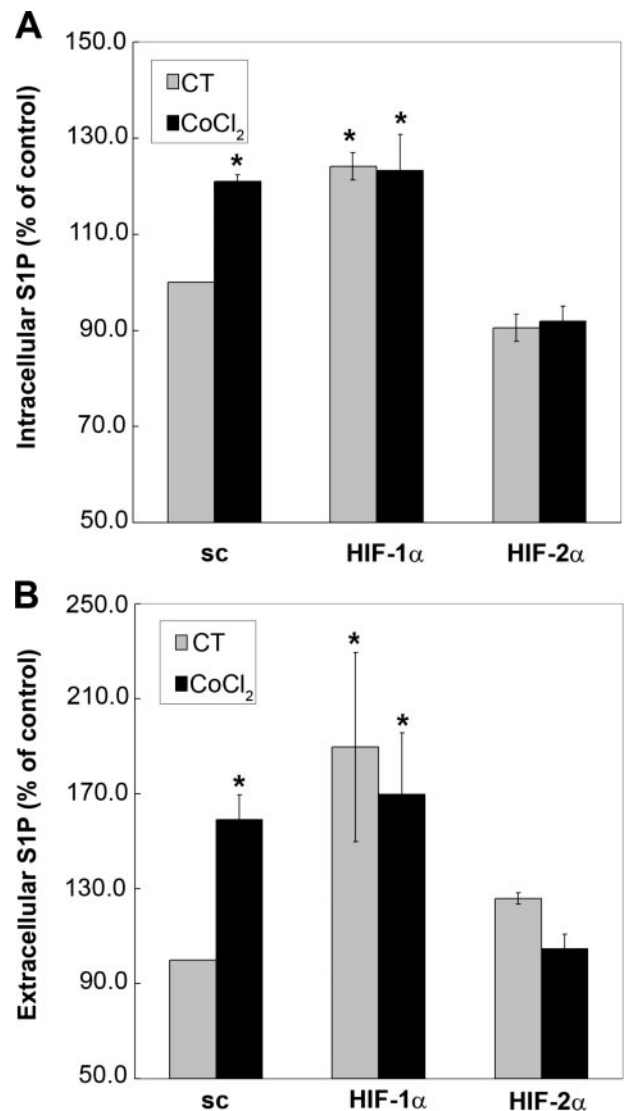 A
Intracellular S1P (% of control)
150.0
130.0
110.0
90.0
70.0
50.0
CT
CoCl₂
*
*
*
sc
HIF-1α
HIF-2α
B
Extracellular S1P (% of control)
250.0
210.0
170.0
130.0
90.0
50.0
CT
CoCl₂
*
*
*
sc
HIF-1α
HIF-2α